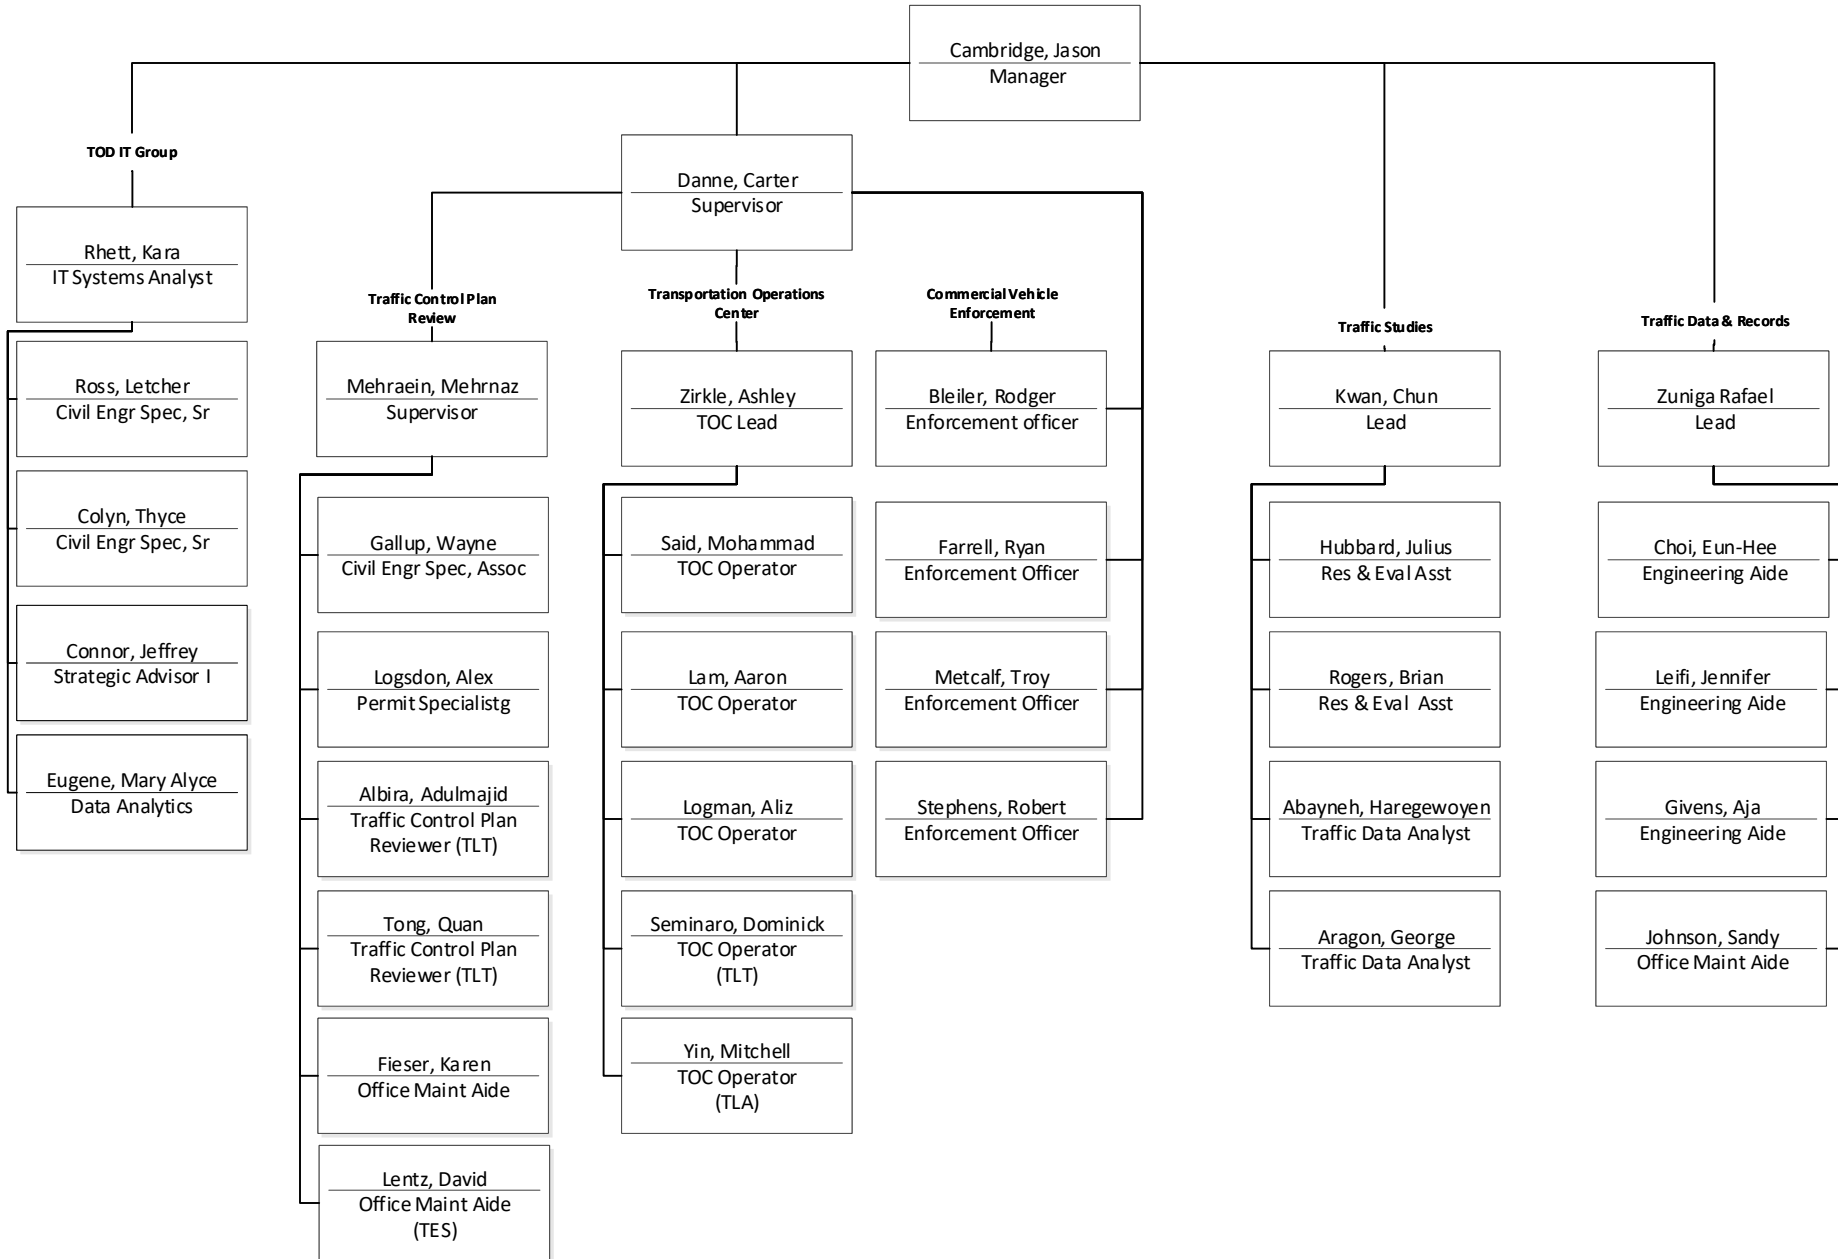 Cambridge, Jason
Manager
TOD IT Group
Rhett, Kara
IT Systems Analyst
Ross, Letcher
Civil Engr Spec, Sr
Colyn, Thyce
Civil Engr Spec, Sr
Connor, Jeffrey
Strategic Advisor I
Eugene, Mary Alyce
Data Analytics
Danne, Carter
Supervisor
Traffic Control Plan
Review
Mehraein, Mehrnaz
Supervisor
Gallup, Wayne
Civil Engr Spec, Assoc
Logsdon, Alex
Permit Specialistg
Albira, Adulmajid
Traffic Control Plan
Reviewer (TLT)
Tong, Quan
Traffic Control Plan
Reviewer (TLT)
Fieser, Karen
Office Maint Aide
Lentz, David
Office Maint Aide
(TES)
Transportation Operations
Center
Zirkle, Ashley
TOC Lead
Said, Mohammad
TOC Operator
Lam, Aaron
TOC Operator
Logman, Aliz
TOC Operator
Seminaro, Dominick
TOC Operator
(TLT)
Yin, Mitchell
TOC Operator
(TLA)
Commercial Vehicle
Enforcement
Bleiler, Rodger
Enforcement officer
Farrell, Ryan
Enforcement Officer
Metcalf, Troy
Enforcement Officer
Stephens, Robert
Enforcement Officer
Traffic Studies
Kwan, Chun
Lead
Hubbard, Julius
Res & Eval Asst
Rogers, Brian
Res & Eval Asst
Abayneh, Haregewoyen
Traffic Data Analyst
Aragon, George
Traffic Data Analyst
Traffic Data & Records
Zuniga Rafael
Lead
Choi, Eun-Hee
Engineering Aide
Leifi, Jennifer
Engineering Aide
Givens, Aja
Engineering Aide
Johnson, Sandy
Office Maint Aide